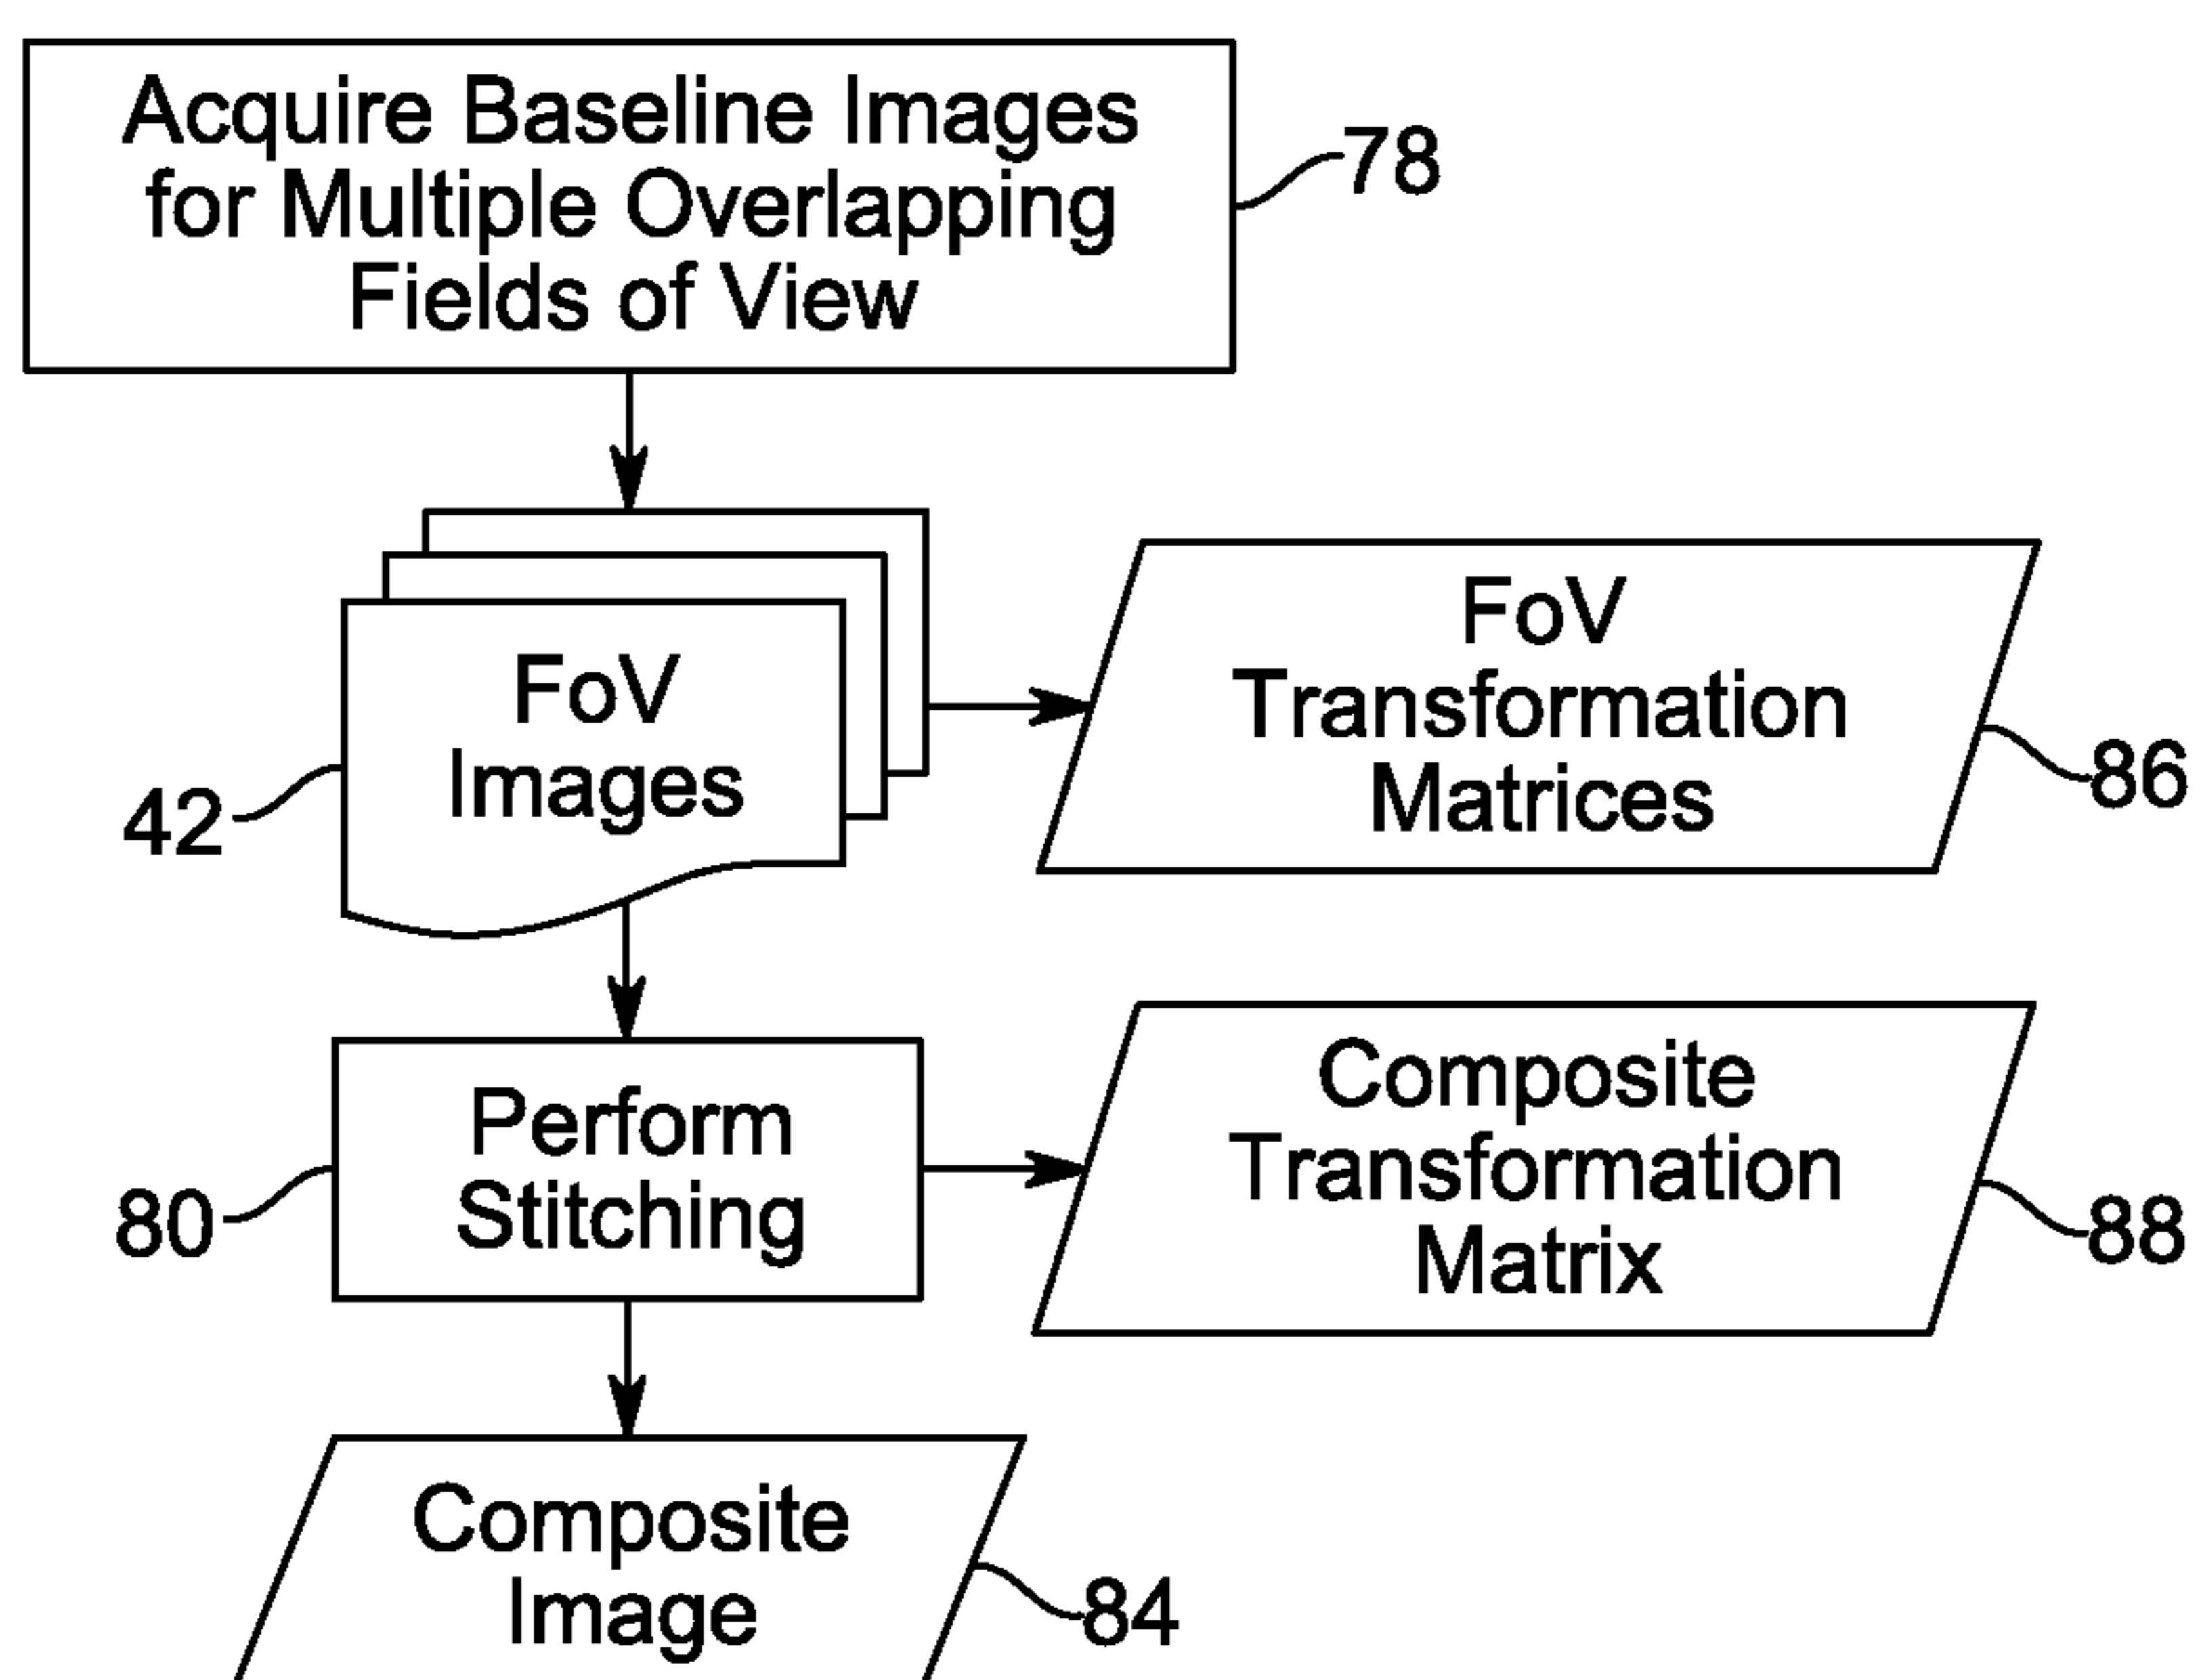 Acquire Baseline Images
for Multiple Overlapping
Fields of View
78
FoV
Images
42
FoV
Transformation
Matrices
86
Perform
Stitching
80
Composite
Transformation
Matrix
88
Composite
Image
84